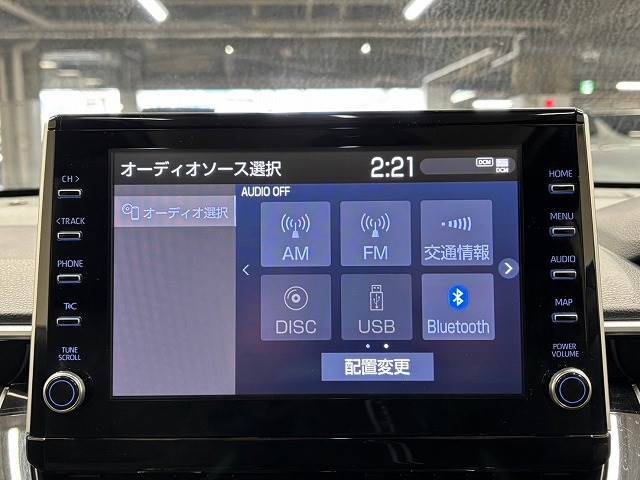 オーディオソース選択 2:21 DCM DCM
AUDIO OFF
オーディオ選択
AM FM 交通情報
DISC USB Bluetooth
配置変更
CH >
<TRACK
PHONE
T:C
TUNE
SCROLL
HOME
MENU
AUDIO
MAP
POWER
VOLUME